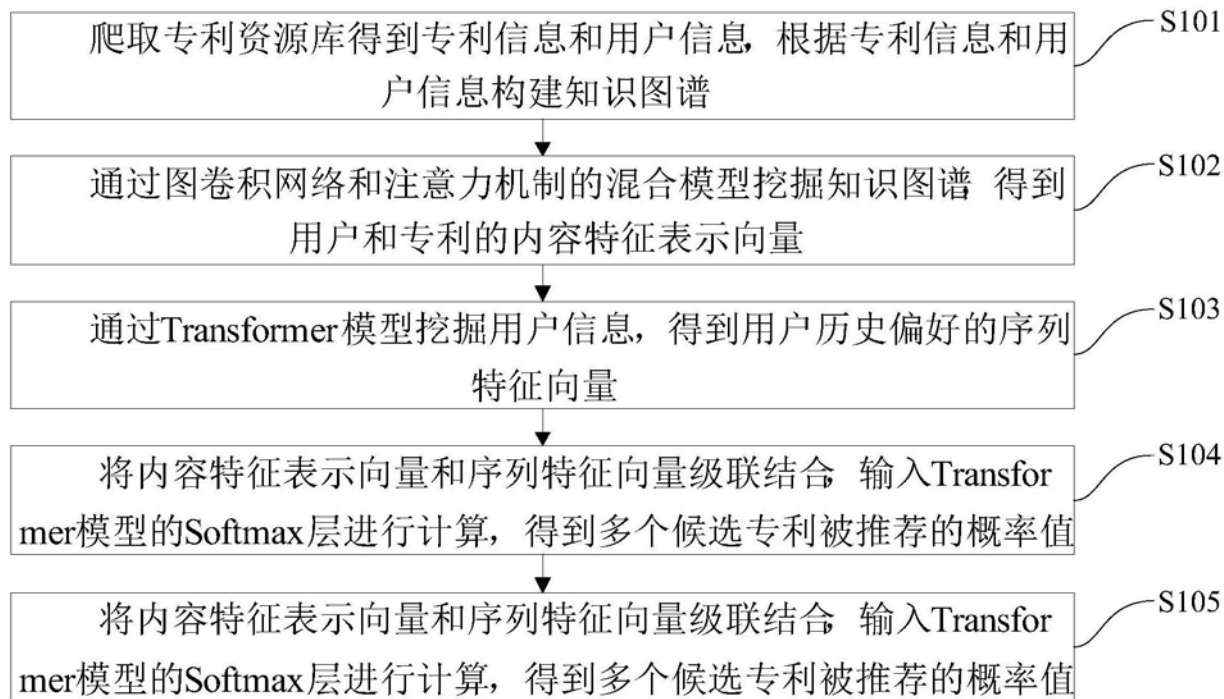 爬取专利资源库得到专利信息和用户信息，根据专利信息和用
户信息构建知识图谱
S101
通过图卷积网络和注意力机制的混合模型挖掘知识图谱 得到
用户和专利的内容特征表示向量
S102
通过Transformer模型挖掘用户信息，得到用户历史偏好的序列
特征向量
S103
将内容特征表示向量和序列特征向量级联结合，输入Transfor
mer模型的Softmax层进行计算，得到多个候选专利被推荐的概率值
S104
将内容特征表示向量和序列特征向量级联结合，输入Transfor
mer模型的Softmax层进行计算，得到多个候选专利被推荐的概率值
S105